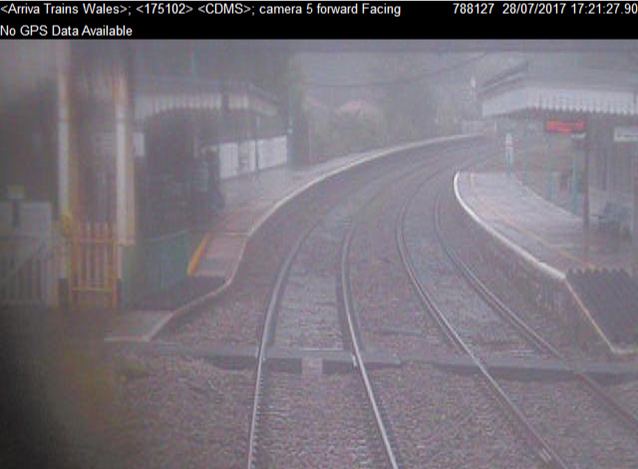 <Arriva Trains Wales>; <175102> <CDMS>; camera 5 forward Facing 788127 28/07/2017 17:21:27.90
No GPS Data Available